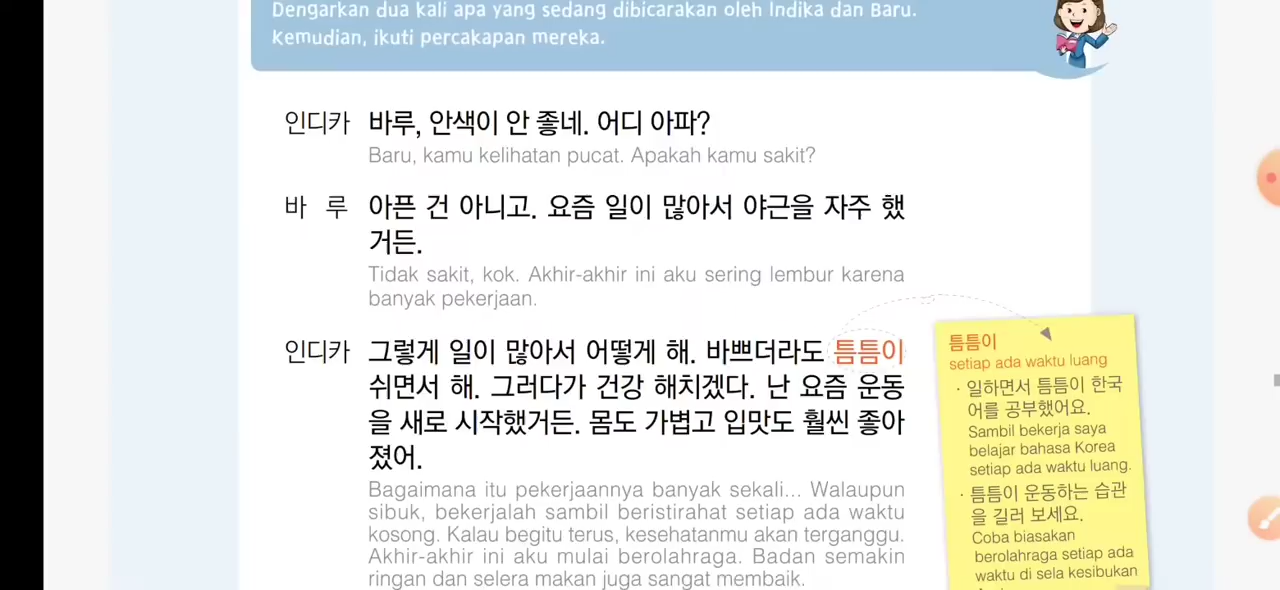 Dengarkan dua kali apa yang sedang dibicarakan oleh Indika dan Baru.
Kemudian, ikuti percakapan mereka.
인디카 바루, 안색이 안 좋네. 어디 아파?
Baru, kamu kelihatan pucat. Apakah kamu sakit?
바 루 아픈 건 아니고. 요즘 일이 많아서 야근을 자주 했
거든.
Tidak sakit, kok. Akhir-akhir ini aku sering lembur karena
banyak pekerjaan.
인디카 그렇게 일이 많아서 어떻게 해. 바쁘더라도 틈틈이
쉬면서 해. 그러다가 건강 해치겠다. 난 요즘 운동
을 새로 시작했거든. 몸도 가볍고 입맛도 훨씬 좋아
졌어.
Bagaimana itu pekerjaannya banyak sekali... Walaupun
sibuk, bekerjalah sambil beristirahat setiap ada waktu
kosong. Kalau begitu terus, kesehatanmu akan terganggu.
Akhir-akhir ini aku mulai berolahraga. Badan semakin
ringan dan selera makan juga sangat membaik.
틈틈이
setiap ada waktu luang
· 일하면서 틈틈이 한국
어를 공부했어요.
Sambil bekerja saya
belajar bahasa Korea
setiap ada waktu luang.
· 틈틈이 운동하는 습관
을 길러 보세요.
Coba biasakan
berolahraga setiap ada
waktu di sela kesibukan